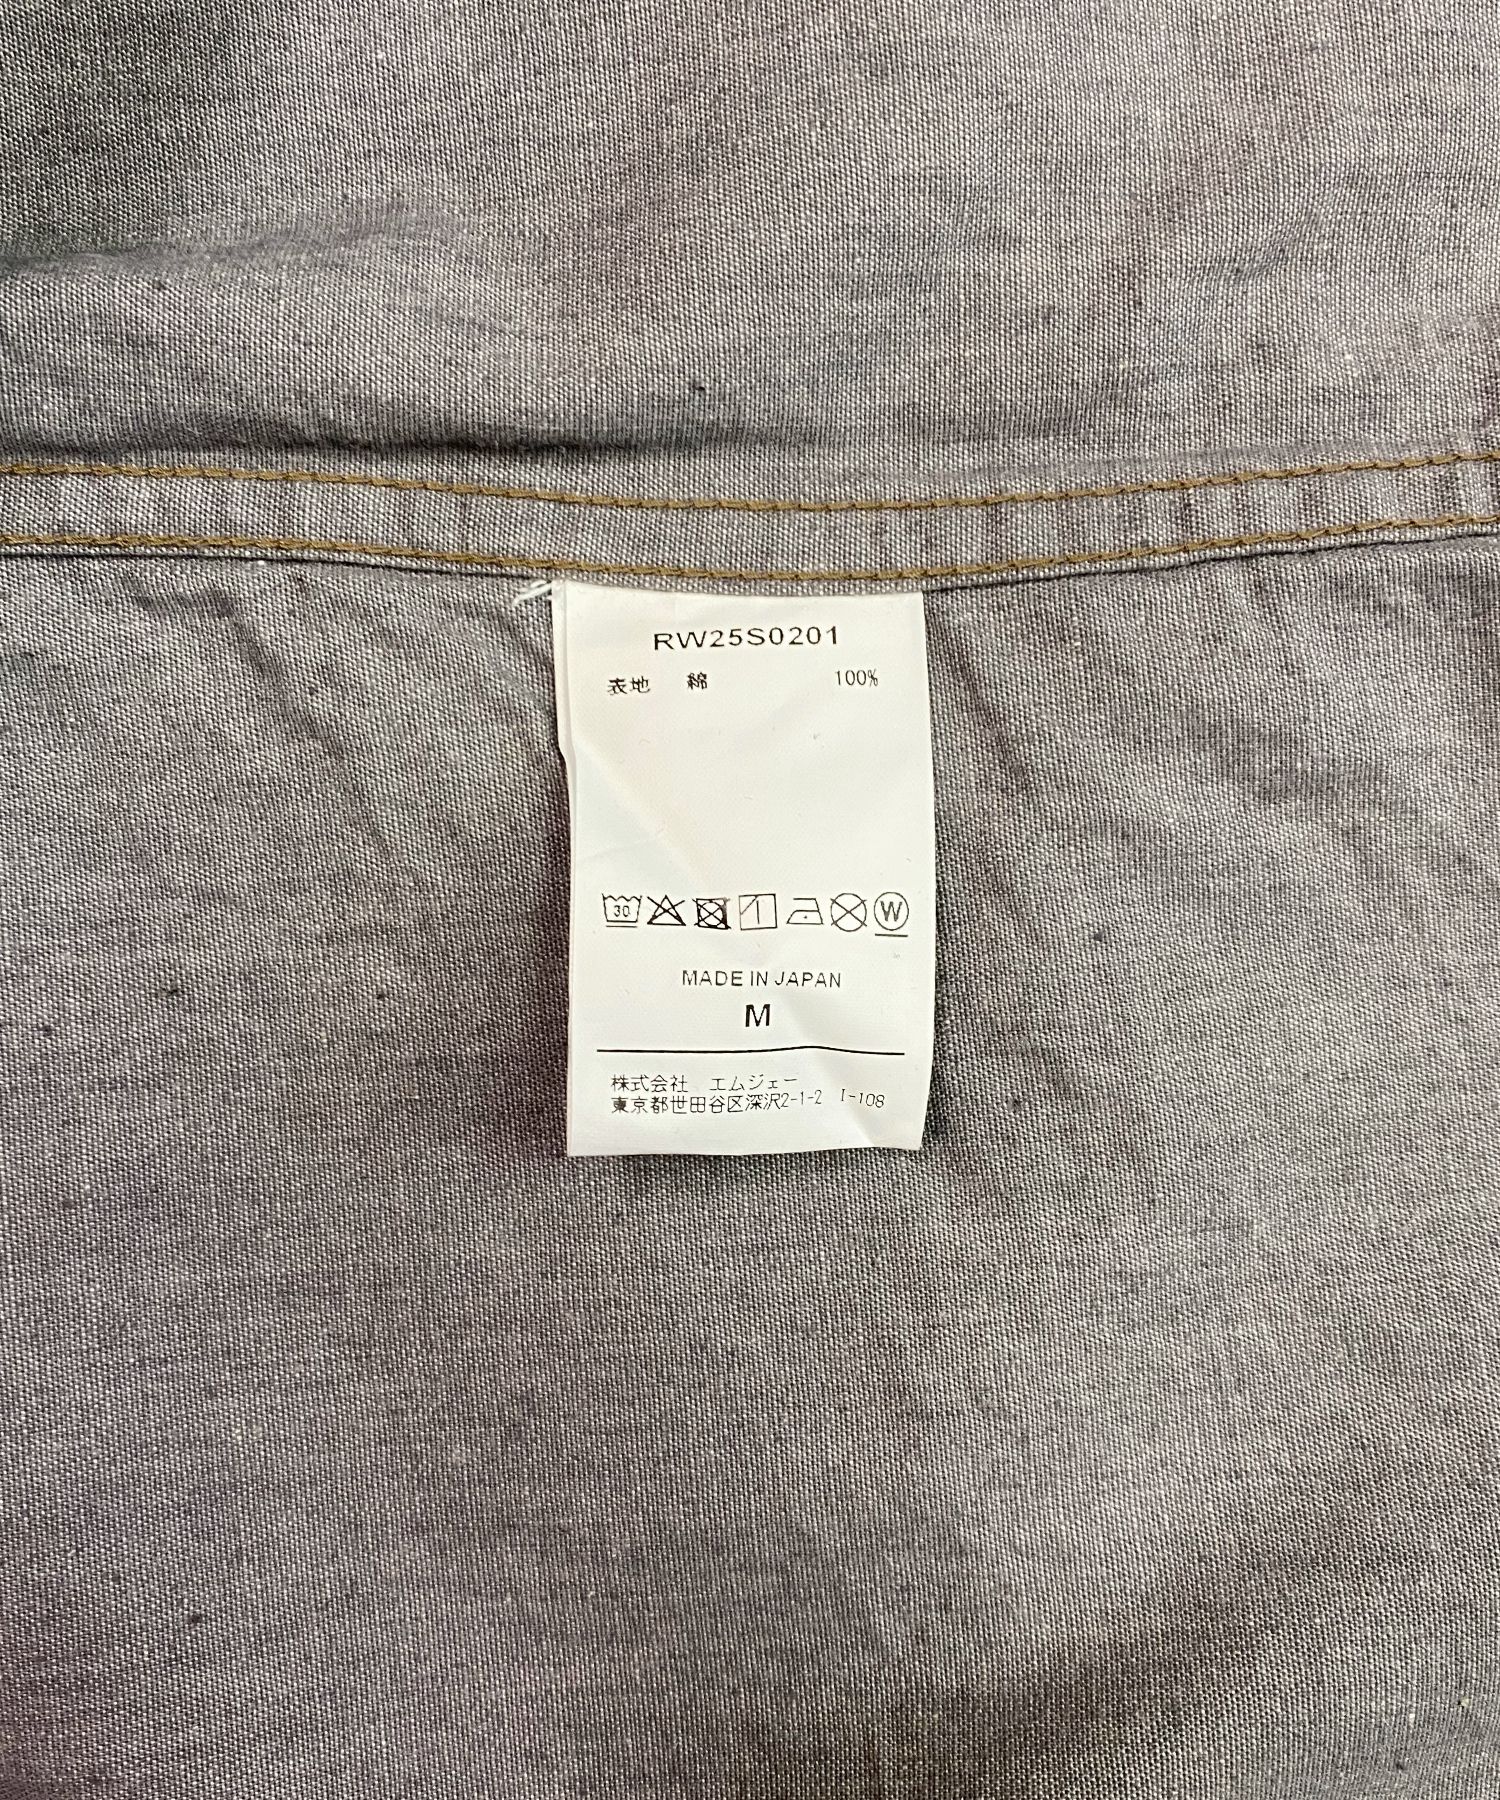 RW25S0201
表地 綿 100%
30 W
MADE IN JAPAN
M
株式会社 エムジェー
東京都世田谷区深沢2-1-2 I-108